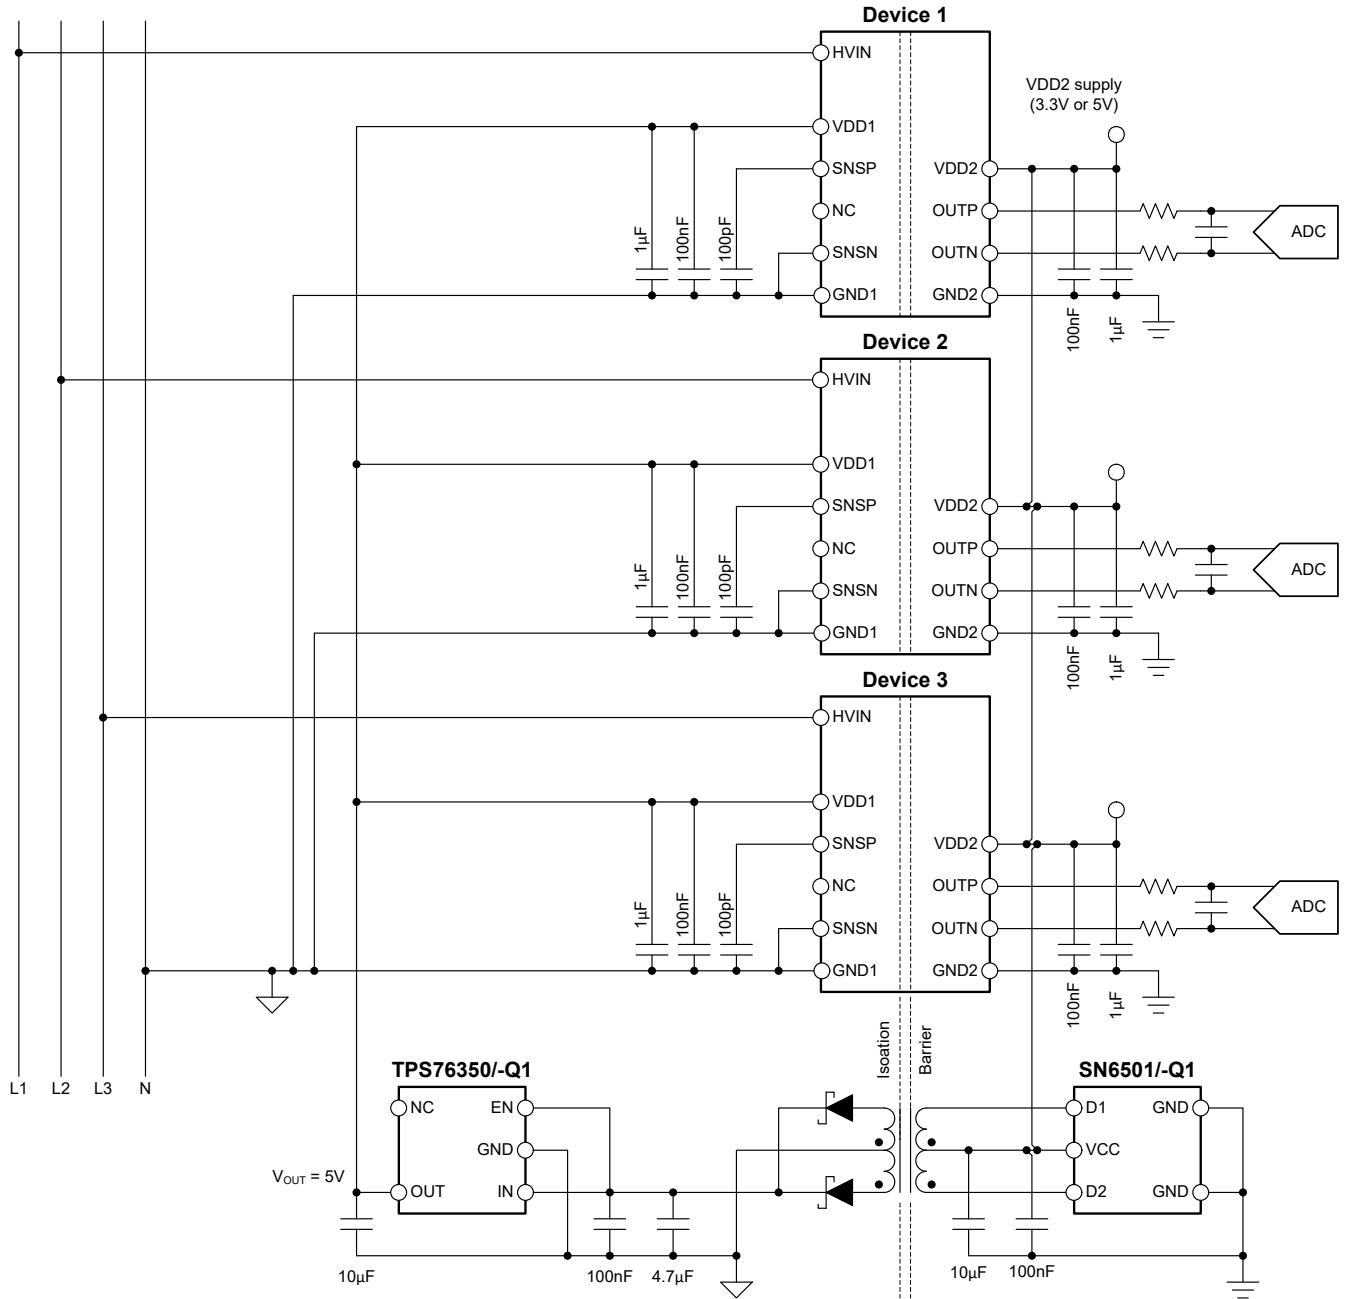 Device 1
HVIN
VDD2 supply
(3.3V or 5V)
VDD1
SNSP
VDD2
NC
OUTP
1µF
100nF
100pF
ADC
SNSN
OUTN
GND1
GND2
100nF
1µF
Device 2
HVIN
VDD1
SNSP
VDD2
NC
OUTP
1µF
100nF
100pF
ADC
SNSN
OUTN
GND1
GND2
100nF
1µF
Device 3
HVIN
VDD1
SNSP
VDD2
NC
OUTP
1µF
100nF
100pF
ADC
SNSN
OUTN
GND1
GND2
100nF
1µF
Isoation
Barrier
L1
L2
L3
N
TPS76350/-Q1
SN6501/-Q1
NC
EN
D1
GND
GND
VCC
VOUT = 5V
OUT
IN
D2
GND
10µF
100nF
4.7µF
10µF
100nF